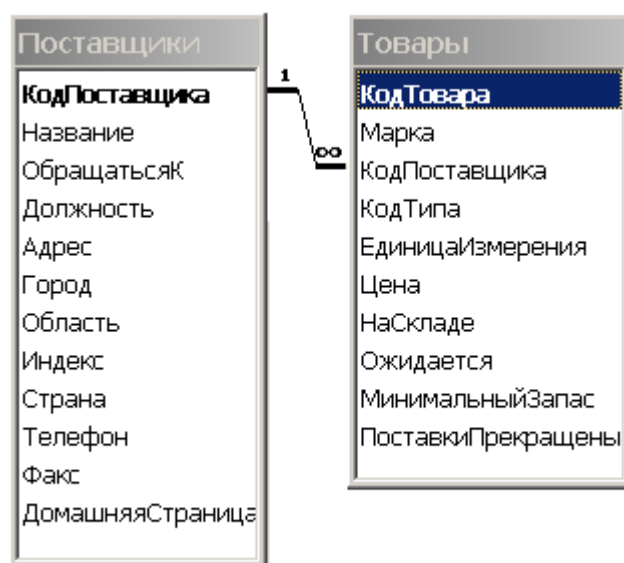 Поставщики
КодПоставщика
Название
ОбращатьсяК
Должность
Адрес
Город
Область
Индекс
Страна
Телефон
Факс
ДомашняяСтраница
1
∞
Товары
КодТовара
Марка
КодПоставщика
КодТипа
ЕдиницаИзмерения
Цена
НаСкладе
Ожидается
МинимальныйЗапас
ПоставкиПрекращены